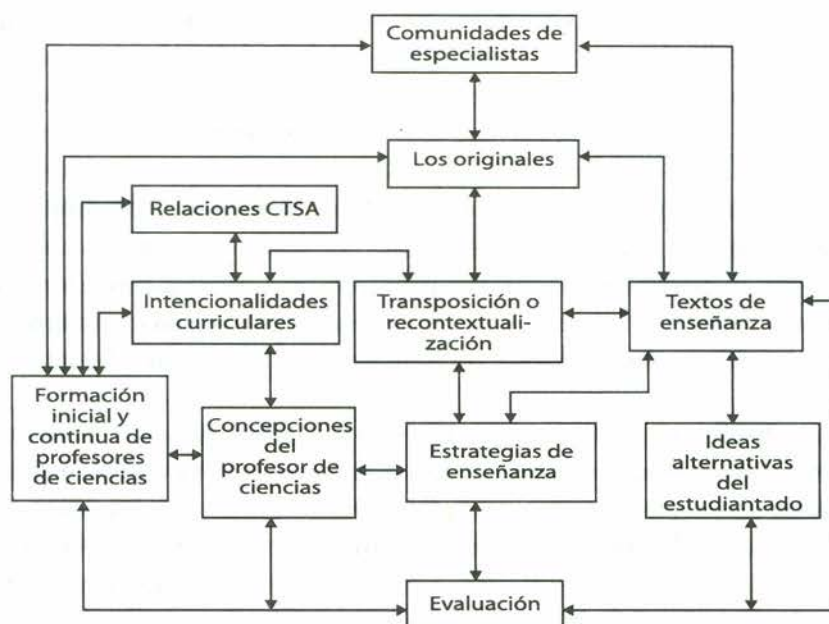 Comunidades de
especialistas
Los originales
Relaciones CTSA
Intencionalidades
curriculares
Transposición o
recontextuali-
zación
Textos de
enseñanza
Formación
inicial y
continua de
profesores
de ciencias
Concepciones
del
profesor de
ciencias
Estrategias de
enseñanza
Ideas
alternativas
del
estudiantado
Evaluación